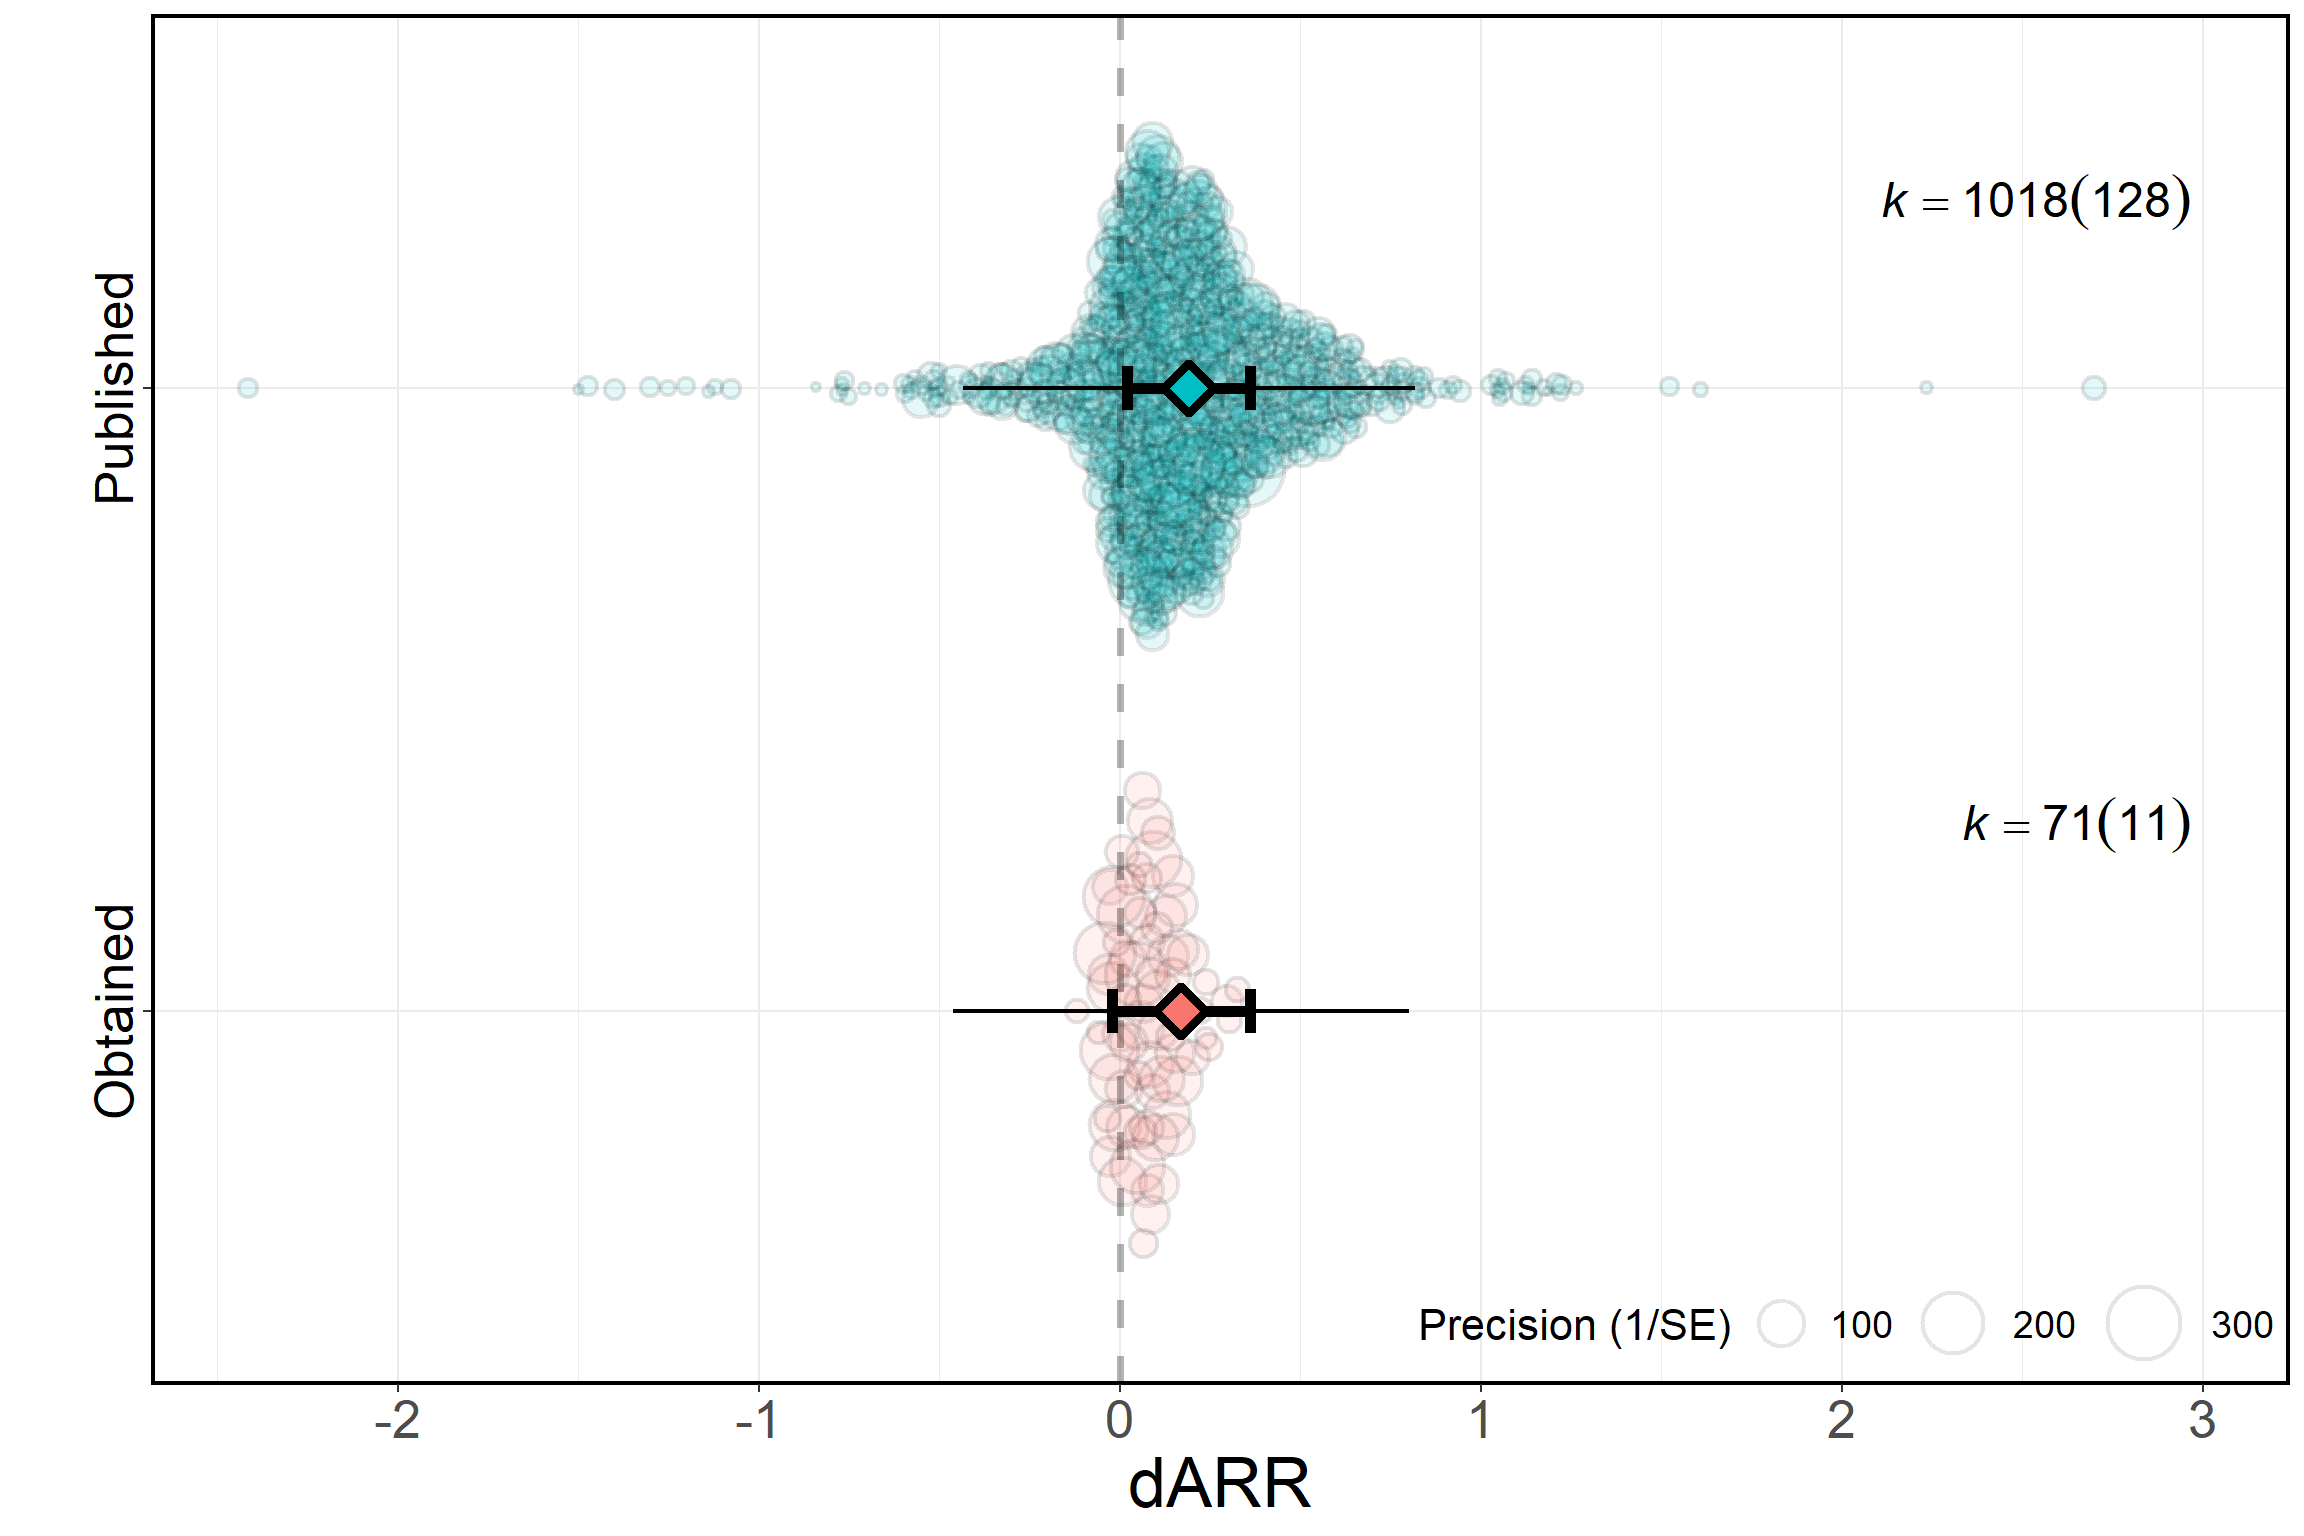 Published
k = 1018(128)
Obtained
k = 71(11)
Precision (1/SE) 100 200 300
-2 -1 0 1 2 3
dARR